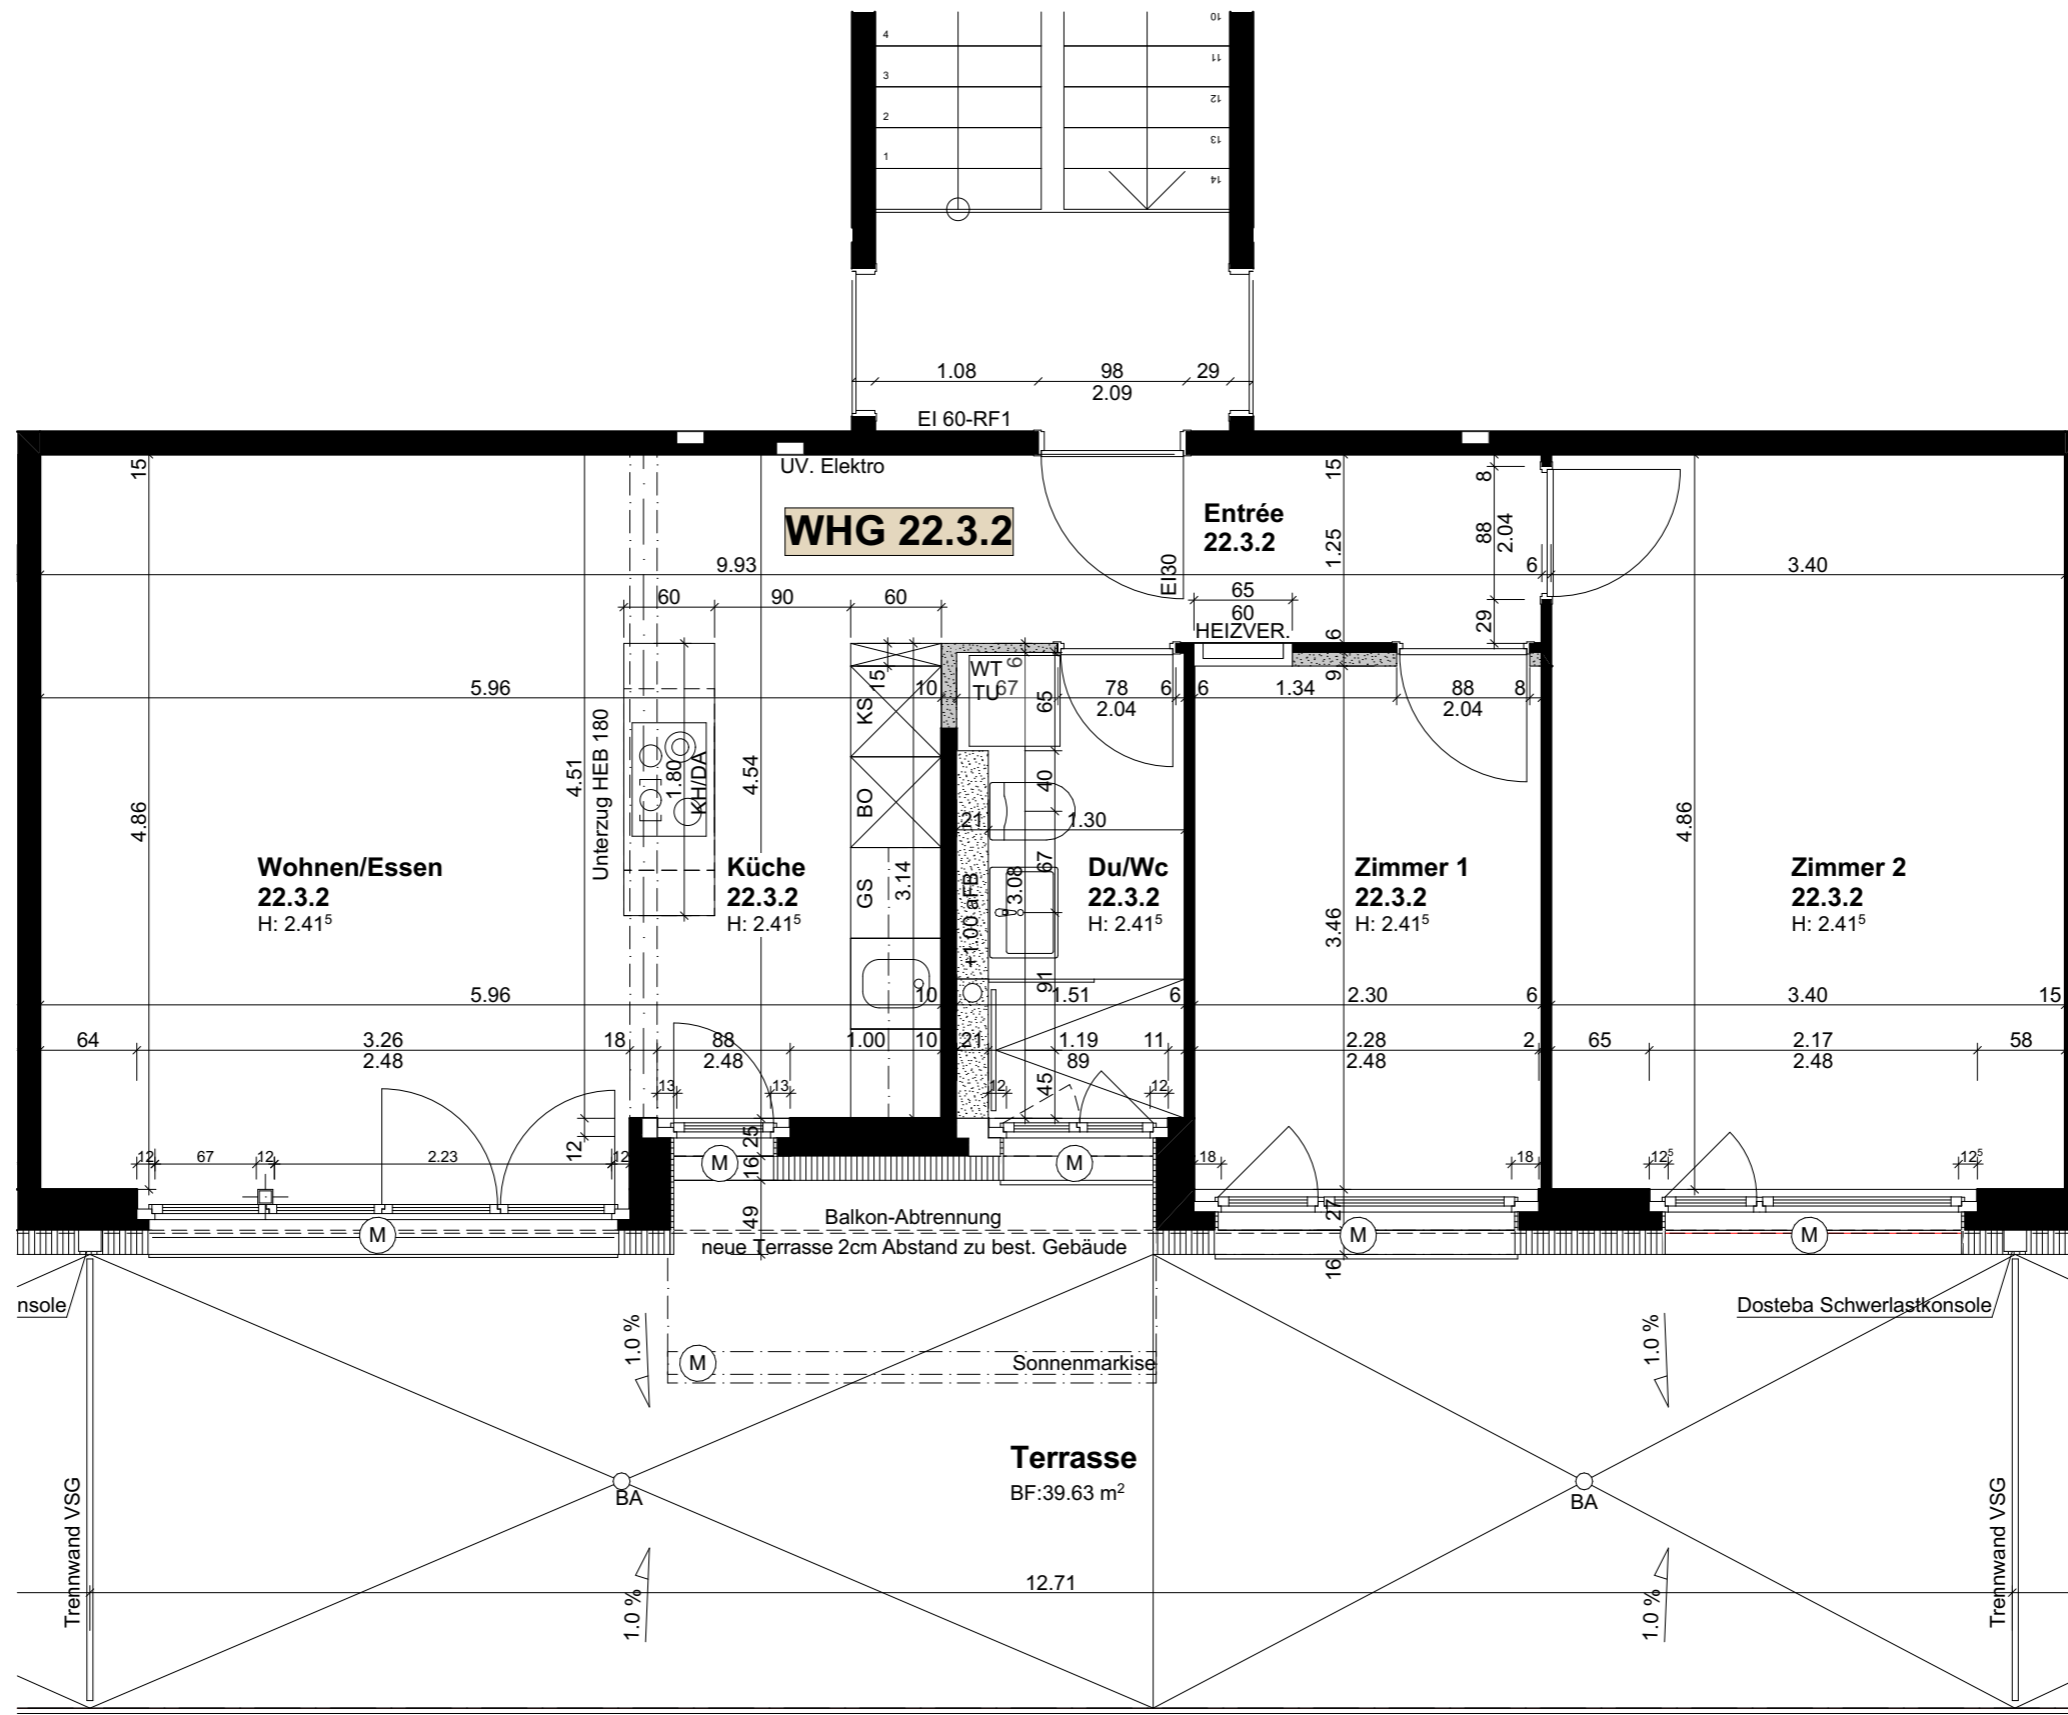 4
3
2
1
10
11
12
13
14
1.08
98
29
2.09
EI 60-RF1
UV. Elektro
WHG 22.3.2
Entrée
22.3.2
EI30
15
15
1.25
8
88
2.04
29
9.93
6
3.40
60
90
60
65
60
HEIZVER.
6
9
5.96
10
67
78
2.04
6
6
1.34
88
2.04
8
WT
TU
6
65
15
KS
BO
GS
3.14
4.86
4.51
Unterzug HEB 180
1.80
KH/DA
4.54
40
21
1.30
67
3.08
+1.00 aFB
91
45
3.46
4.86
Wohnen/Essen
22.3.2
H: 2.41⁵
Küche
22.3.2
H: 2.41⁵
Du/Wc
22.3.2
H: 2.41⁵
Zimmer 1
22.3.2
H: 2.41⁵
Zimmer 2
22.3.2
H: 2.41⁵
5.96
10
1.51
6
2.30
6
3.40
15
64
3.26
2.48
18
88
2.48
1.00
10
21
1.19
89
11
2.28
2.48
2
65
2.17
2.48
58
13
13
12
12
12
67
12
2.23
12
12
18
18
12⁵
12⁵
25
16
49
27
16
M
M
M
M
M
Balkon-Abtrennung
neue Terrasse 2cm Abstand zu best. Gebäude
nsole
Dosteba Schwerlastkonsole
1.0 %
1.0 %
M
Sonnenmarkise
Terrasse
BF:39.63 m²
BA
BA
Trennwand VSG
Trennwand VSG
12.71
1.0 %
1.0 %